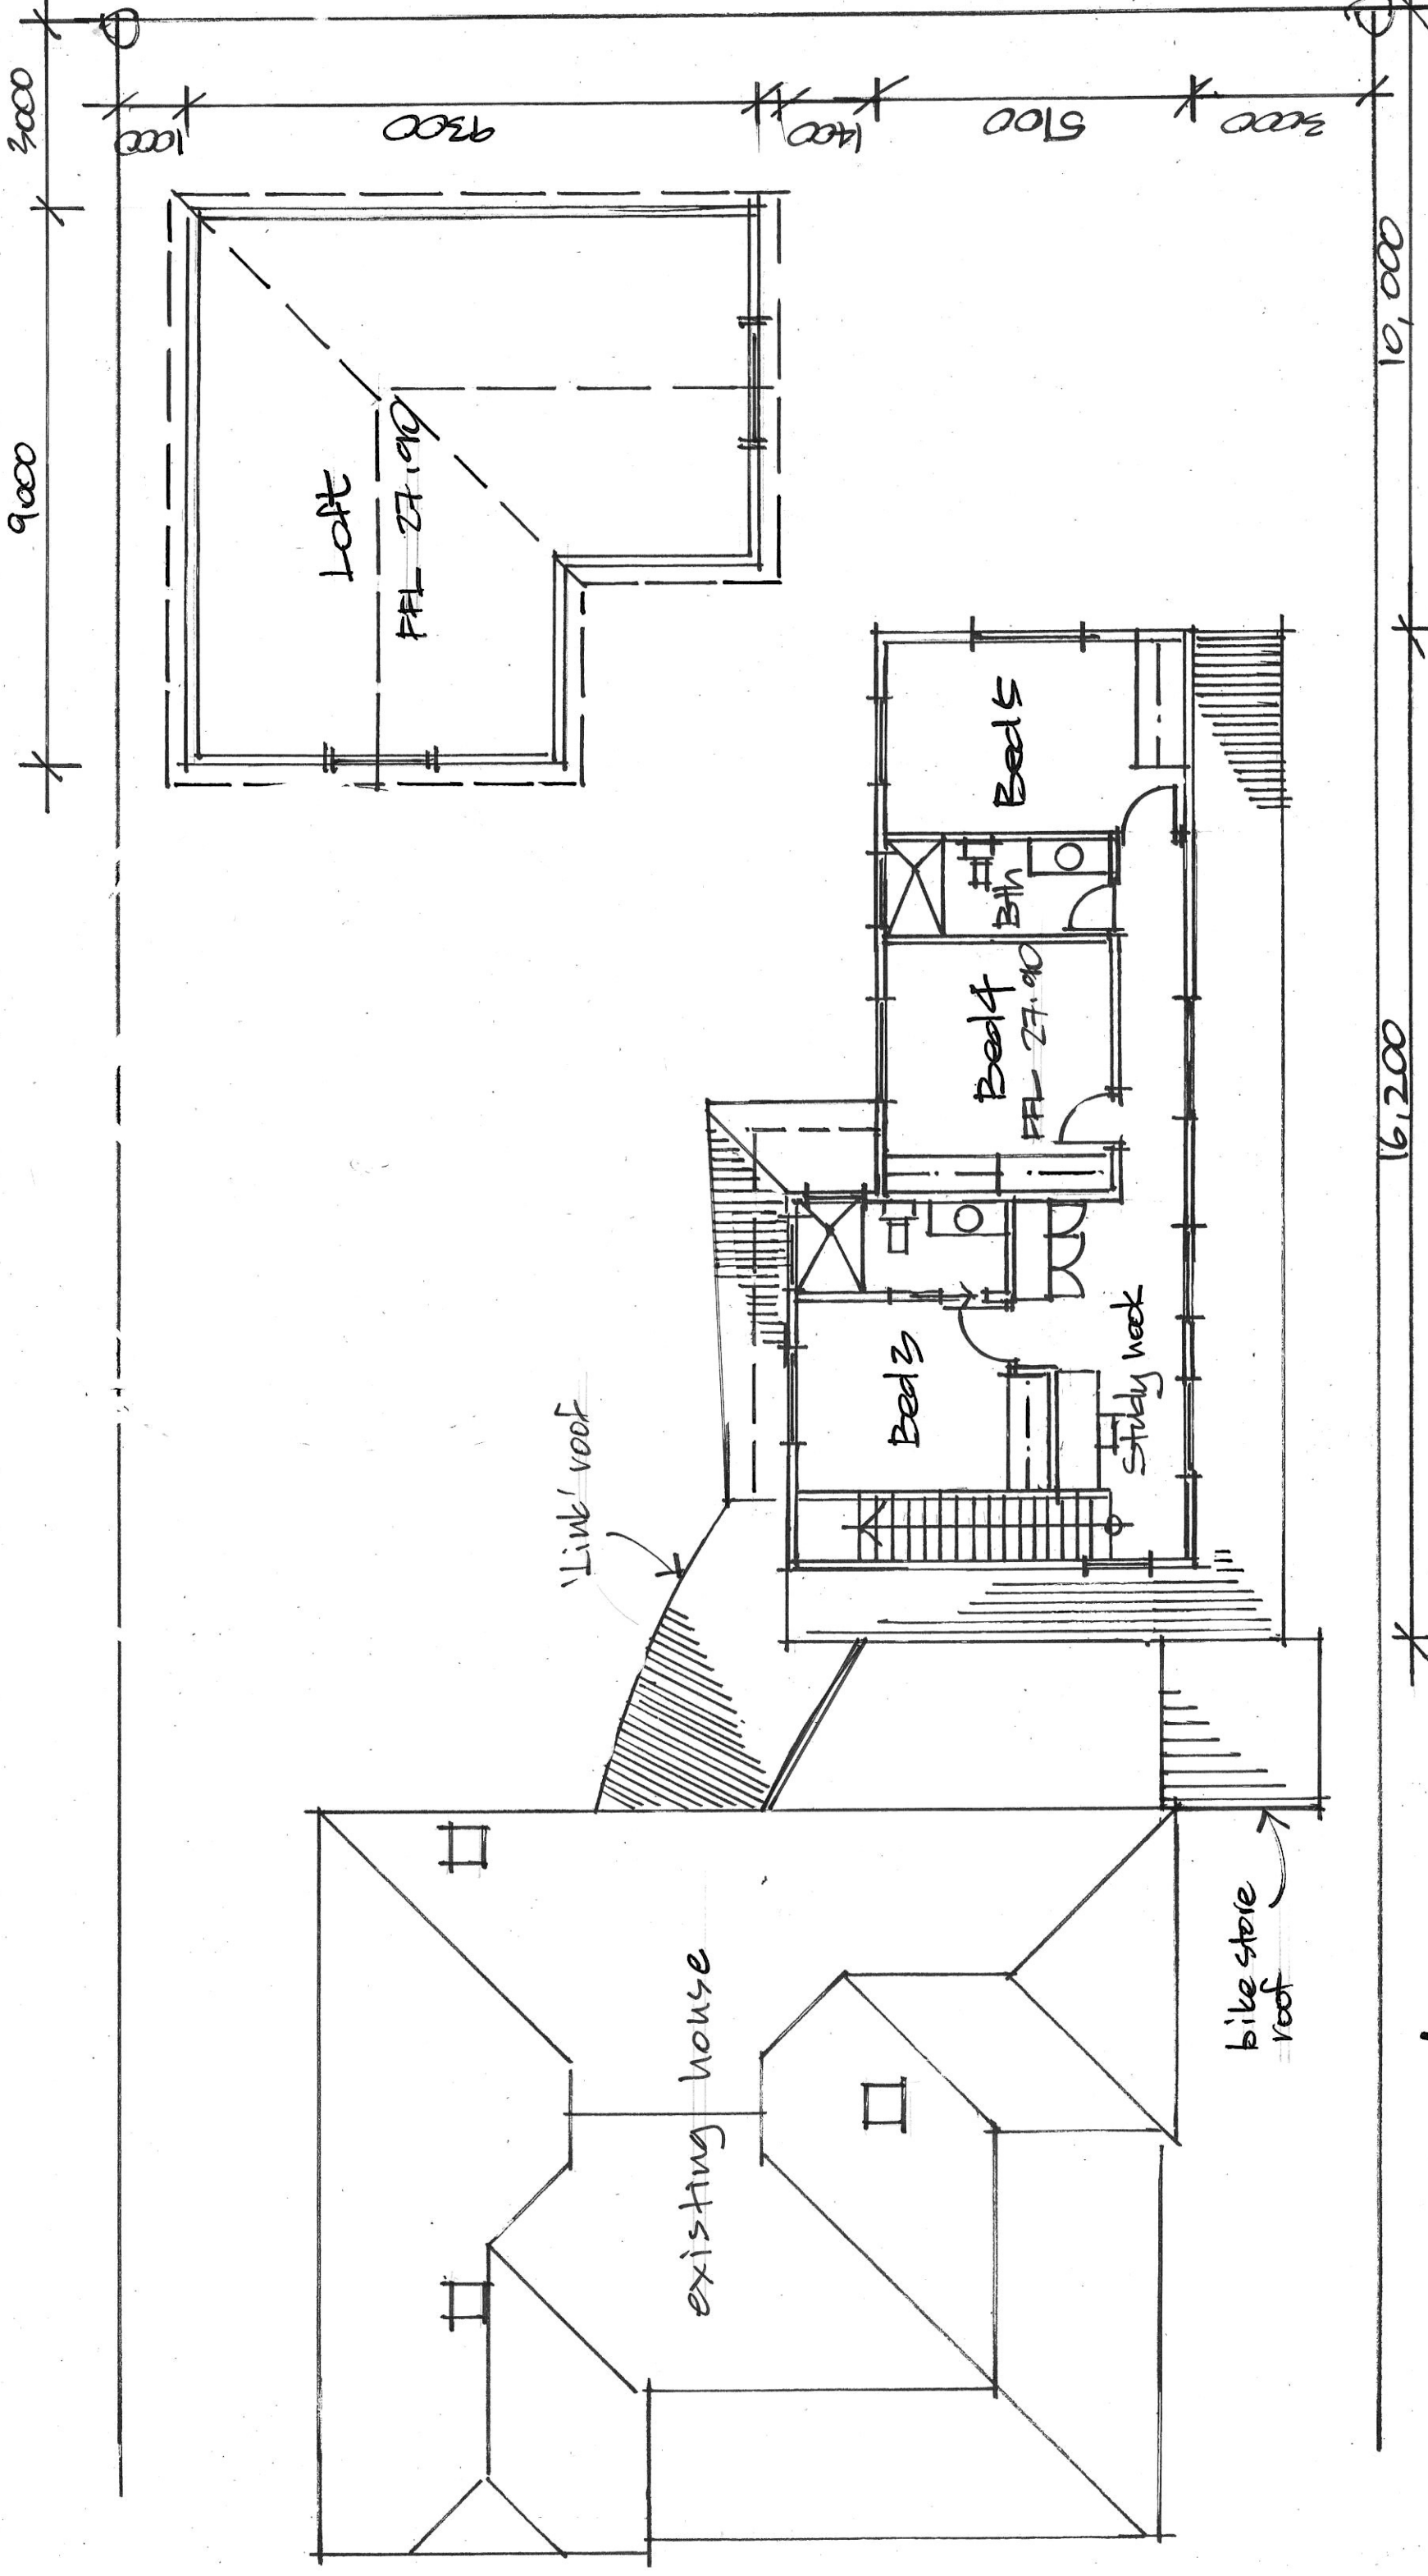 3000
9000
1000
9300
1400
5100
3000
10,000
16,200
Loft
FFL 27.90
Bed 5
Bth
Bed 4
FFL 27.90
Bed 3
Study nook
'Link' roof
existing house
bike store
roof